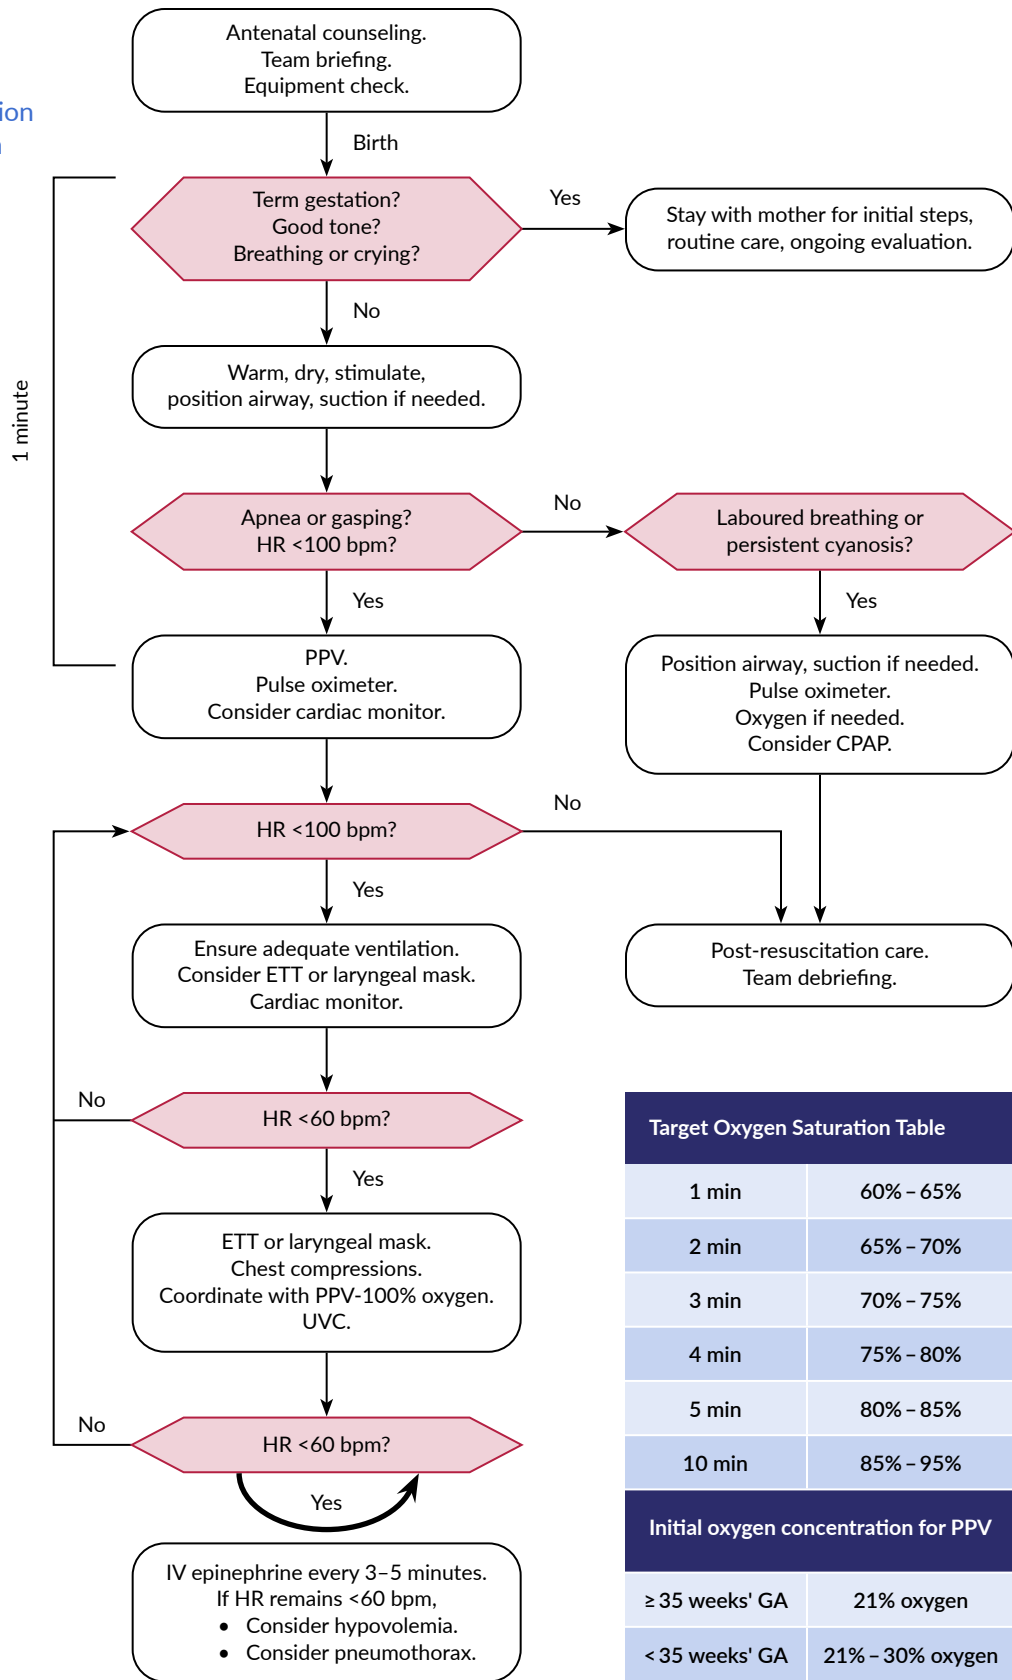 Antenatal counseling.
Team briefing.
Equipment check.
Birth
Term gestation?
Good tone?
Breathing or crying?
Yes
Stay with mother for initial steps,
routine care, ongoing evaluation.
No
1 minute
Warm, dry, stimulate,
position airway, suction if needed.
Apnea or gasping?
HR <100 bpm?
No
Laboured breathing or
persistent cyanosis?
Yes
Yes
PPV.
Pulse oximeter.
Consider cardiac monitor.
Position airway, suction if needed.
Pulse oximeter.
Oxygen if needed.
Consider CPAP.
HR <100 bpm?
No
Yes
Ensure adequate ventilation.
Consider ETT or laryngeal mask.
Cardiac monitor.
Post-resuscitation care.
Team debriefing.
No
HR <60 bpm?
Yes
ETT or laryngeal mask.
Chest compressions.
Coordinate with PPV-100% oxygen.
UVC.
No
HR <60 bpm?
Yes
IV epinephrine every 3–5 minutes.
If HR remains <60 bpm,
• Consider hypovolemia.
• Consider pneumothorax.
Target Oxygen Saturation Table
1 min 60% – 65%
2 min 65% – 70%
3 min 70% – 75%
4 min 75% – 80%
5 min 80% – 85%
10 min 85% – 95%
Initial oxygen concentration for PPV
≥ 35 weeks' GA 21% oxygen
< 35 weeks' GA 21% – 30% oxygen